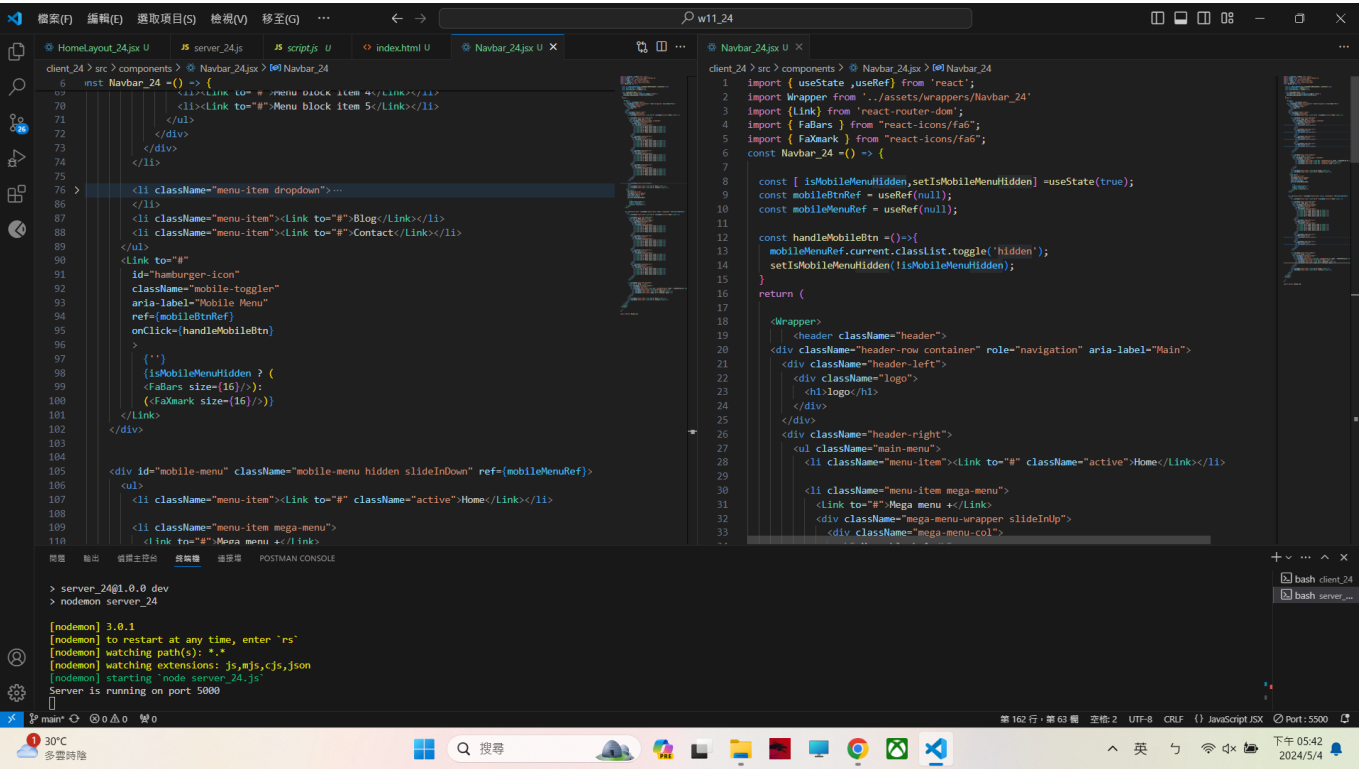 檔案(F) 編輯(E) 選取項目(S) 檢視(V) 移至(G) ··· ← → w11_24
HomeLayout_24.jsx U JS server_24.js JS script.js U <> index.html U Navbar_24.jsx U × ···
client_24 > src > components > Navbar_24.jsx > Navbar_24
6 nst Navbar_24 =() => {
69 <li><Link to="#">Menu block item 4</Link></li>
70 <li><Link to="#">Menu block item 5</Link></li>
71 </ul>
72 </div>
73 </div>
74 </li>
75
76 > <li className="menu-item dropdown">···
86 </li>
87 <li className="menu-item"><Link to="#">Blog</Link></li>
88 <li className="menu-item"><Link to="#">Contact</Link></li>
89 </ul>
90 <Link to="#"
91 id="hamburger-icon"
92 className="mobile-toggler"
93 aria-label="Mobile Menu"
94 ref={mobileBtnRef}
95 onClick={handleMobileBtn}
96 >
97 {''}
98 {isMobileMenuHidden ? (
99 <FaBars size={16}/>):
100 (<FaXmark size={16}/>)}
101 </Link>
102 </div>
103
104
105 <div id="mobile-menu" className="mobile-menu hidden slideInDown" ref={mobileMenuRef}>
106 <ul>
107 <li className="menu-item"><Link to="#" className="active">Home</Link></li>
108
109 <li className="menu-item mega-menu">
110 <Link to="#">Mega menu +</Link>
Navbar_24.jsx U × ···
client_24 > src > components > Navbar_24.jsx > Navbar_24
1 import { useState ,useRef} from 'react';
2 import Wrapper from '../assets/wrappers/Navbar_24'
3 import {Link} from 'react-router-dom';
4 import { FaBars } from "react-icons/fa6";
5 import { FaXmark } from "react-icons/fa6";
6 const Navbar_24 =() => {
7
8 const [ isMobileMenuHidden,setIsMobileMenuHidden] =useState(true);
9 const mobileBtnRef = useRef(null);
10 const mobileMenuRef = useRef(null);
11
12 const handleMobileBtn =()=>{
13 mobileMenuRef.current.classList.toggle('hidden');
14 setIsMobileMenuHidden(!isMobileMenuHidden);
15 }
16 return (
17
18 <Wrapper>
19 <header className="header">
20 <div className="header-row container" role="navigation" aria-label="Main">
21 <div className="header-left">
22 <div className="logo">
23 <h1>logo</h1>
24 </div>
25 </div>
26 <div className="header-right">
27 <ul className="main-menu">
28 <li className="menu-item"><Link to="#" className="active">Home</Link></li>
29
30 <li className="menu-item mega-menu">
31 <Link to="#">Mega menu +</Link>
32 <div className="mega-menu-wrapper slideInUp">
33 <div className="mega-menu-col">
問題 輸出 偵錯主控台 終端機 連接埠 POSTMAN CONSOLE
> server_24@1.0.0 dev
> nodemon server_24
[nodemon] 3.0.1
[nodemon] to restart at any time, enter `rs`
[nodemon] watching path(s): *.*
[nodemon] watching extensions: js,mjs,cjs,json
[nodemon] starting `node server_24.js`
Server is running on port 5000
bash client_24
bash server_...
26
main* 0 0 0 第 162 行，第 63 欄 空格: 2 UTF-8 CRLF {} JavaScript JSX Port : 5500
1 30°C
多雲時陰
搜尋
PRE
英
下午 05:42
2024/5/4